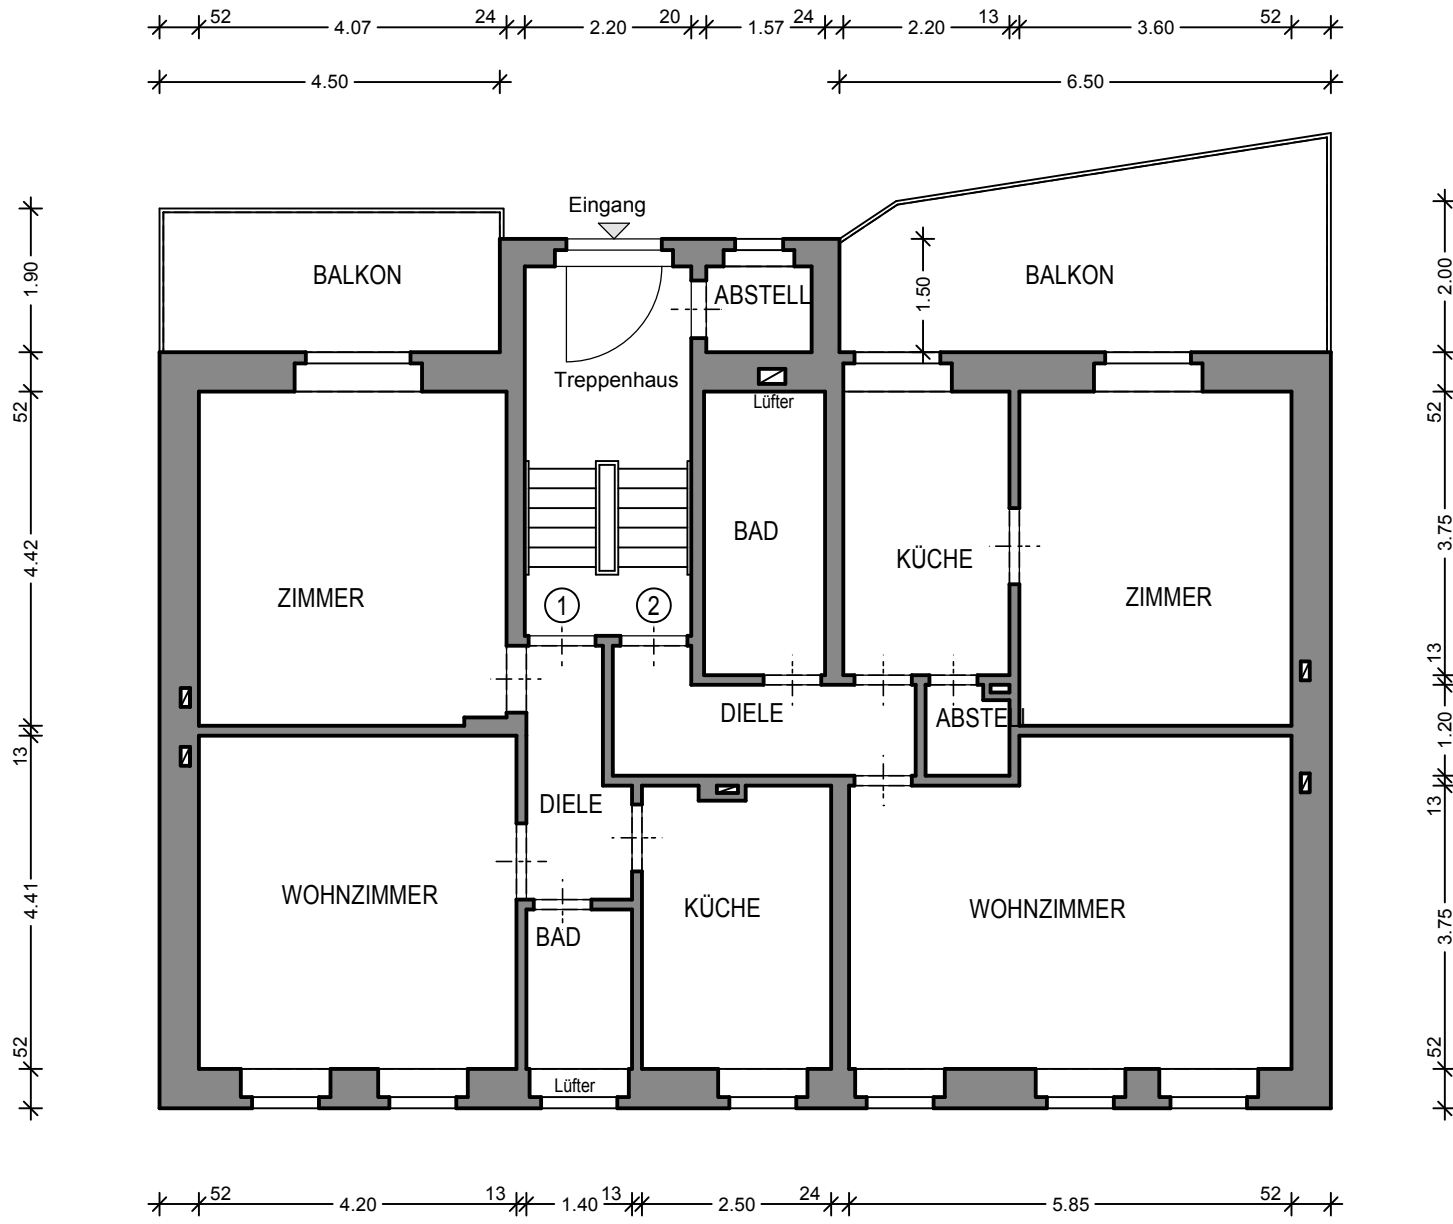 52 4.07 24 2.20 20 1.57 24 2.20 13 3.60 52
4.50 6.50
Eingang
BALKON
BALKON
ABSTELL
1.50
1.90
2.00
Treppenhaus
Lüfter
52
52
BAD
KÜCHE
4.42
3.75
ZIMMER
1
2
ZIMMER
13
DIELE
ABSTELL
1.20
13
13
DIELE
WOHNZIMMER
KÜCHE
WOHNZIMMER
4.41
3.75
BAD
52
52
Lüfter
52 4.20 13 1.40 13 2.50 24 5.85 52